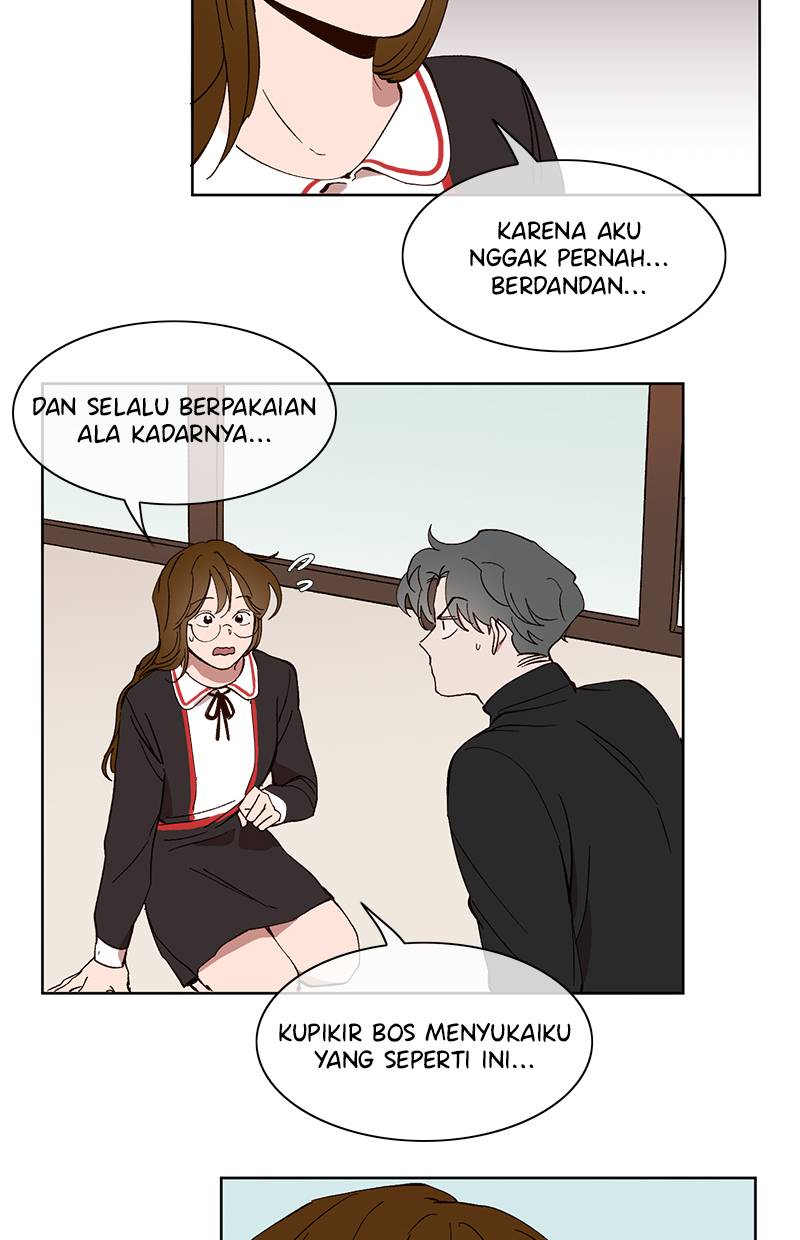 KARENA AKU
NGGAK PERNAH...
BERDANDAN...
DAN SELALU BERPAKAIAN
ALA KADARNYA...
KUPIKIR BOS MENYUKAIKU
YANG SEPERTI INI...